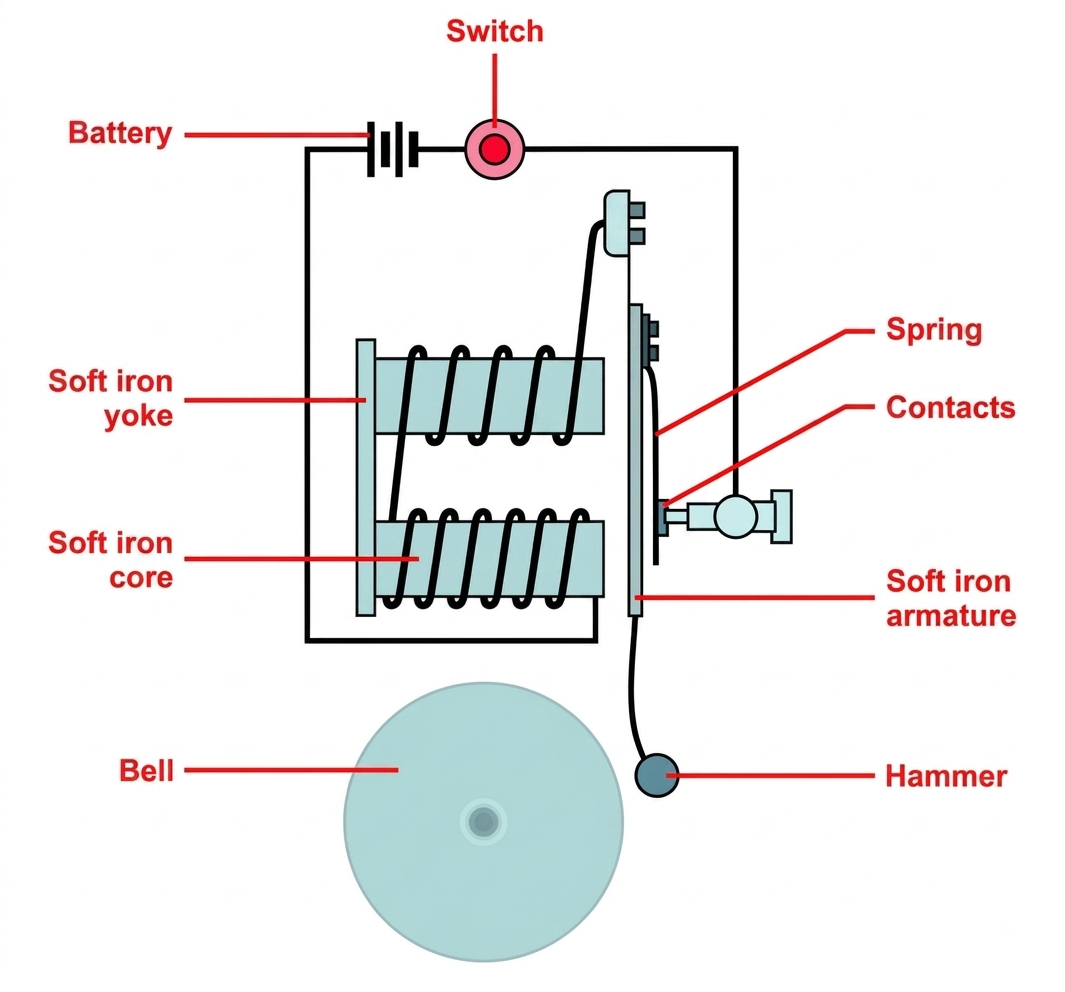 Switch
Battery
Spring
Soft iron
yoke
Contacts
Soft iron
core
Soft iron
armature
Bell
Hammer